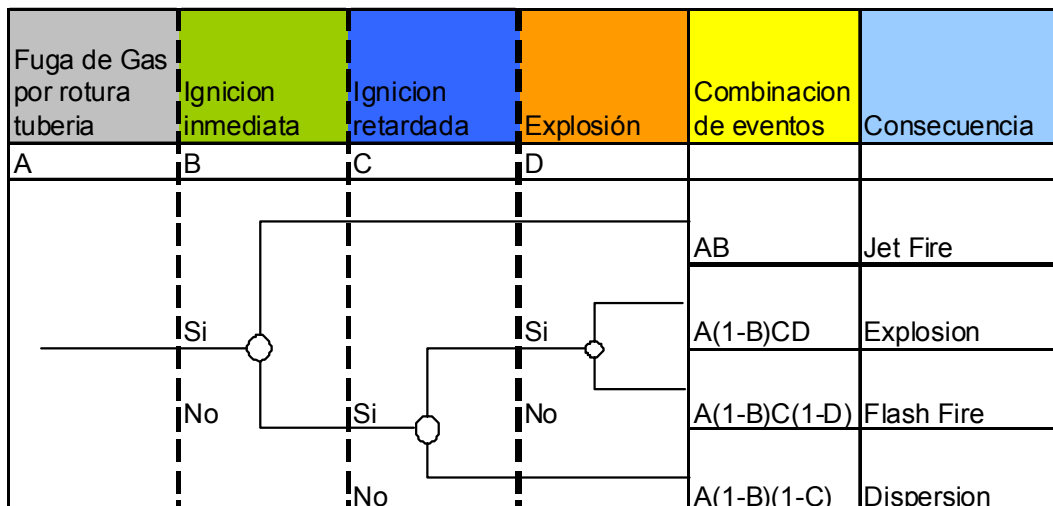 Fuga de Gas
por rotura
tuberia
Ignicion
inmediata
Ignicion
retardada
Explosión
Combinacion
de eventos
Consecuencia
A
B
C
D
AB
Jet Fire
Si
Si
A(1-B)CD
Explosion
No
Si
No
A(1-B)C(1-D)
Flash Fire
No
A(1-B)(1-C)
Dispersion